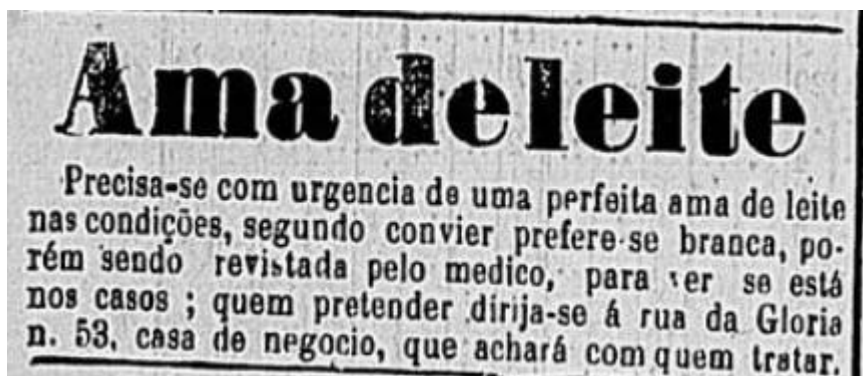 Ama de leite
Precisa-se com urgencia de uma perfeita ama de leite
nas condições, segundo convier prefere-se branca, po-
rém sendo revistada pelo medico, para ver se está
nos casos ; quem pretender dirija-se á rua da Gloria
n. 53, casa de negocio, que achará com quem tratar.